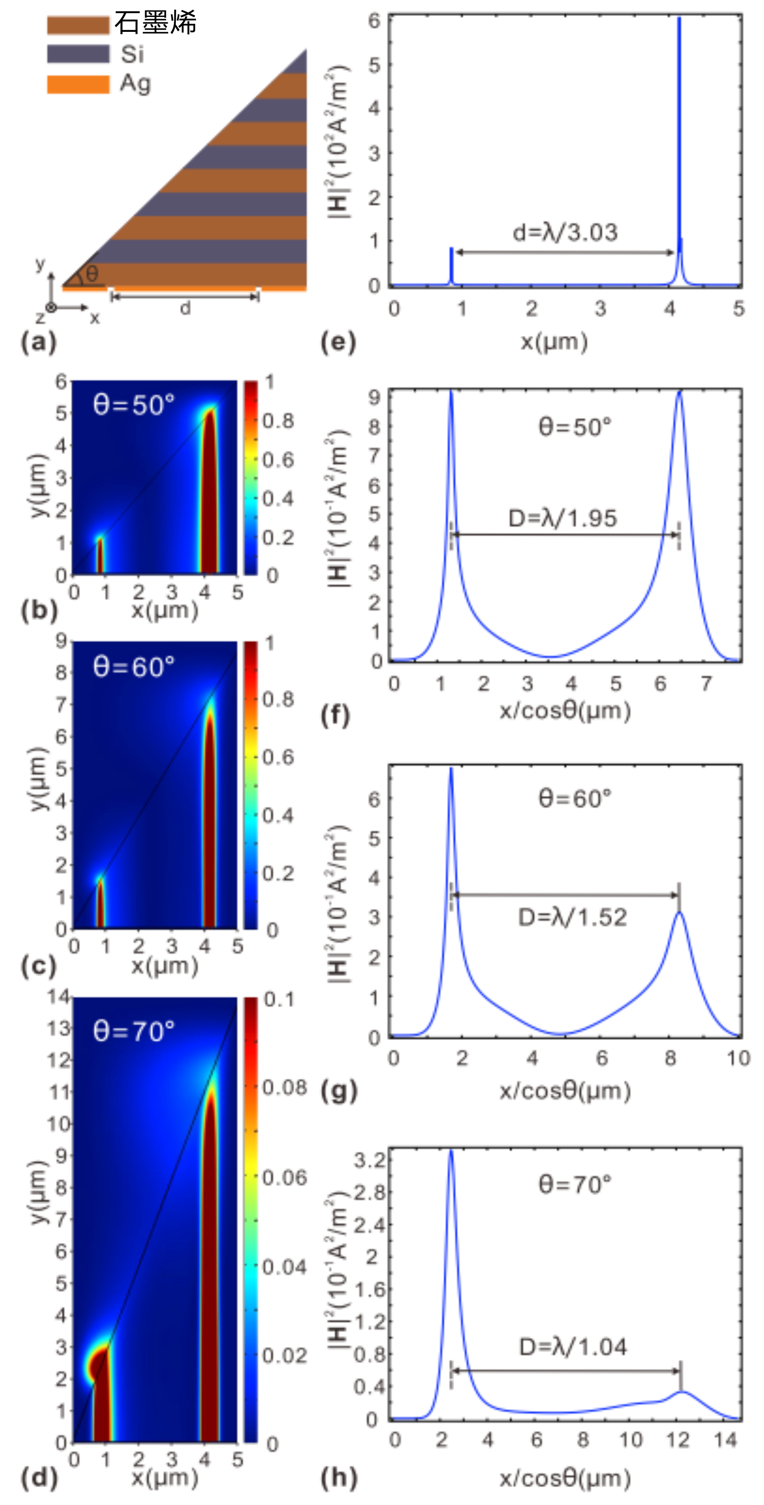 石墨烯
Si
Ag
y
θ
z
x
d
(a)
|H|²(10²A²/m²)
6
5
4
3
2
1
0
d=λ/3.03
0 1 2 3 4 5
x(μm)
(e)
θ=50°
y(μm)
6
5
4
3
2
1
0
0 1 2 3 4 5
x(μm)
1
0.8
0.6
0.4
0.2
0
(b)
|H|²(10⁻¹A²/m²)
9
8
7
6
5
4
3
2
1
0
θ=50°
D=λ/1.95
0 1 2 3 4 5 6 7
x/cosθ(μm)
(f)
θ=60°
y(μm)
9
8
7
6
5
4
3
2
1
0
0 1 2 3 4 5
x(μm)
1
0.8
0.6
0.4
0.2
0
(c)
|H|²(10⁻¹A²/m²)
6
5
4
3
2
1
0
θ=60°
D=λ/1.52
0 2 4 6 8 10
x/cosθ(μm)
(g)
θ=70°
y(μm)
14
13
12
11
10
9
8
7
6
5
4
3
2
1
0
0 1 2 3 4 5
x(μm)
0.1
0.08
0.06
0.04
0.02
0
(d)
|H|²(10⁻¹A²/m²)
3.2
2.8
2.4
2
1.6
1.2
0.8
0.4
0
θ=70°
D=λ/1.04
0 2 4 6 8 10 12 14
x/cosθ(μm)
(h)